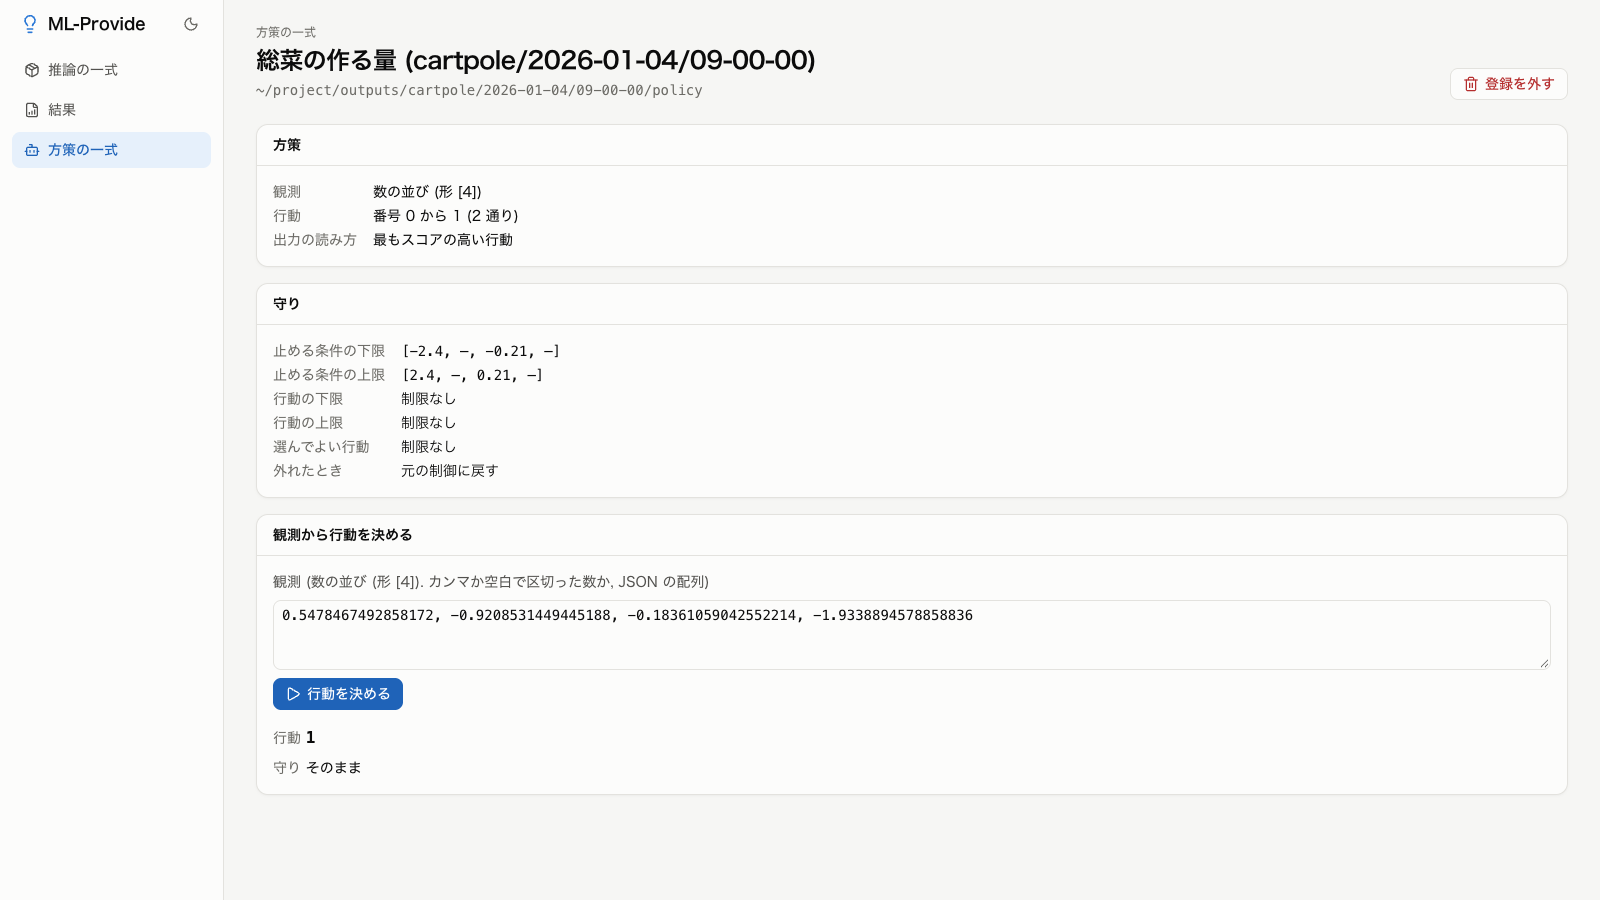 ML-Provide
推論の一式
結果
方策の一式
方策の一式
総菜の作る量 (cartpole/2026-01-04/09-00-00)
~/project/outputs/cartpole/2026-01-04/09-00-00/policy
登録を外す
方策
観測 数の並び (形 [4])
行動 番号 0 から 1 (2 通り)
出力の読み方 最もスコアの高い行動
守り
止める条件の下限 [-2.4, —, -0.21, —]
止める条件の上限 [2.4, —, 0.21, —]
行動の下限 制限なし
行動の上限 制限なし
選んでよい行動 制限なし
外れたとき 元の制御に戻す
観測から行動を決める
観測 (数の並び (形 [4]). カンマか空白で区切った数か, JSON の配列)
0.5478467492858172, -0.9208531449445188, -0.18361059042552214, -1.9338894578858836
行動を決める
行動 1
守り そのまま